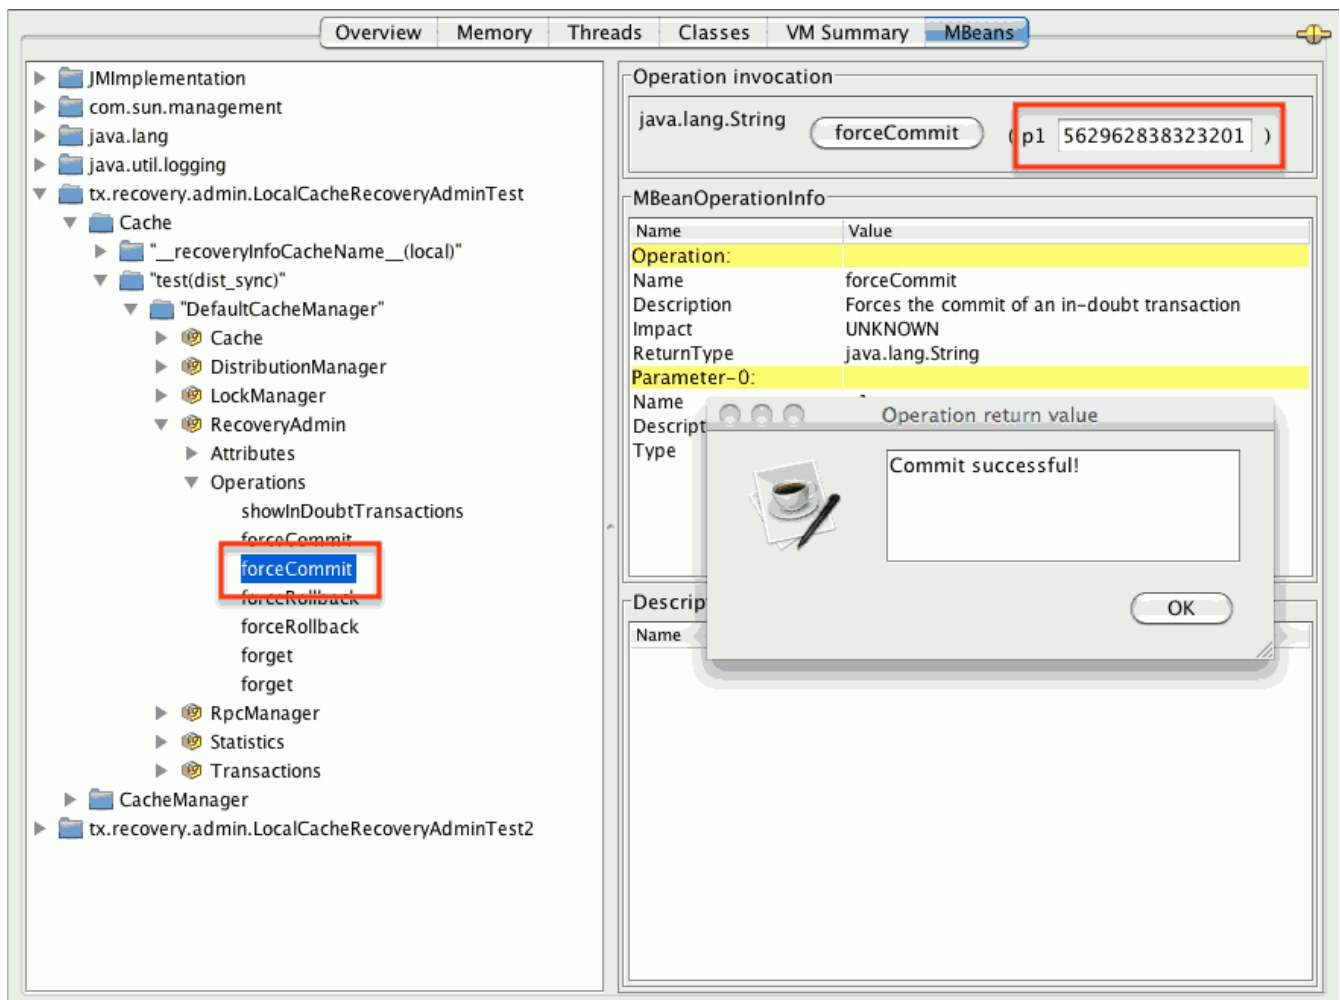 Overview Memory Threads Classes VM Summary MBeans
JMImplementation
com.sun.management
java.lang
java.util.logging
tx.recovery.admin.LocalCacheRecoveryAdminTest
Cache
"__recoveryInfoCacheName__(local)"
"test(dist_sync)"
"DefaultCacheManager"
Cache
DistributionManager
LockManager
RecoveryAdmin
Attributes
Operations
showInDoubtTransactions
forceCommit
forceCommit
forceRollback
forceRollback
forget
forget
RpcManager
Statistics
Transactions
CacheManager
tx.recovery.admin.LocalCacheRecoveryAdminTest2
Operation invocation
java.lang.String forceCommit ( p1 562962838323201 )
MBeanOperationInfo
Name Value
Operation:
Name forceCommit
Description Forces the commit of an in-doubt transaction
Impact UNKNOWN
ReturnType java.lang.String
Parameter-0:
Name
Descript
Type
Operation return value
Commit successful!
OK
Descrip
Name